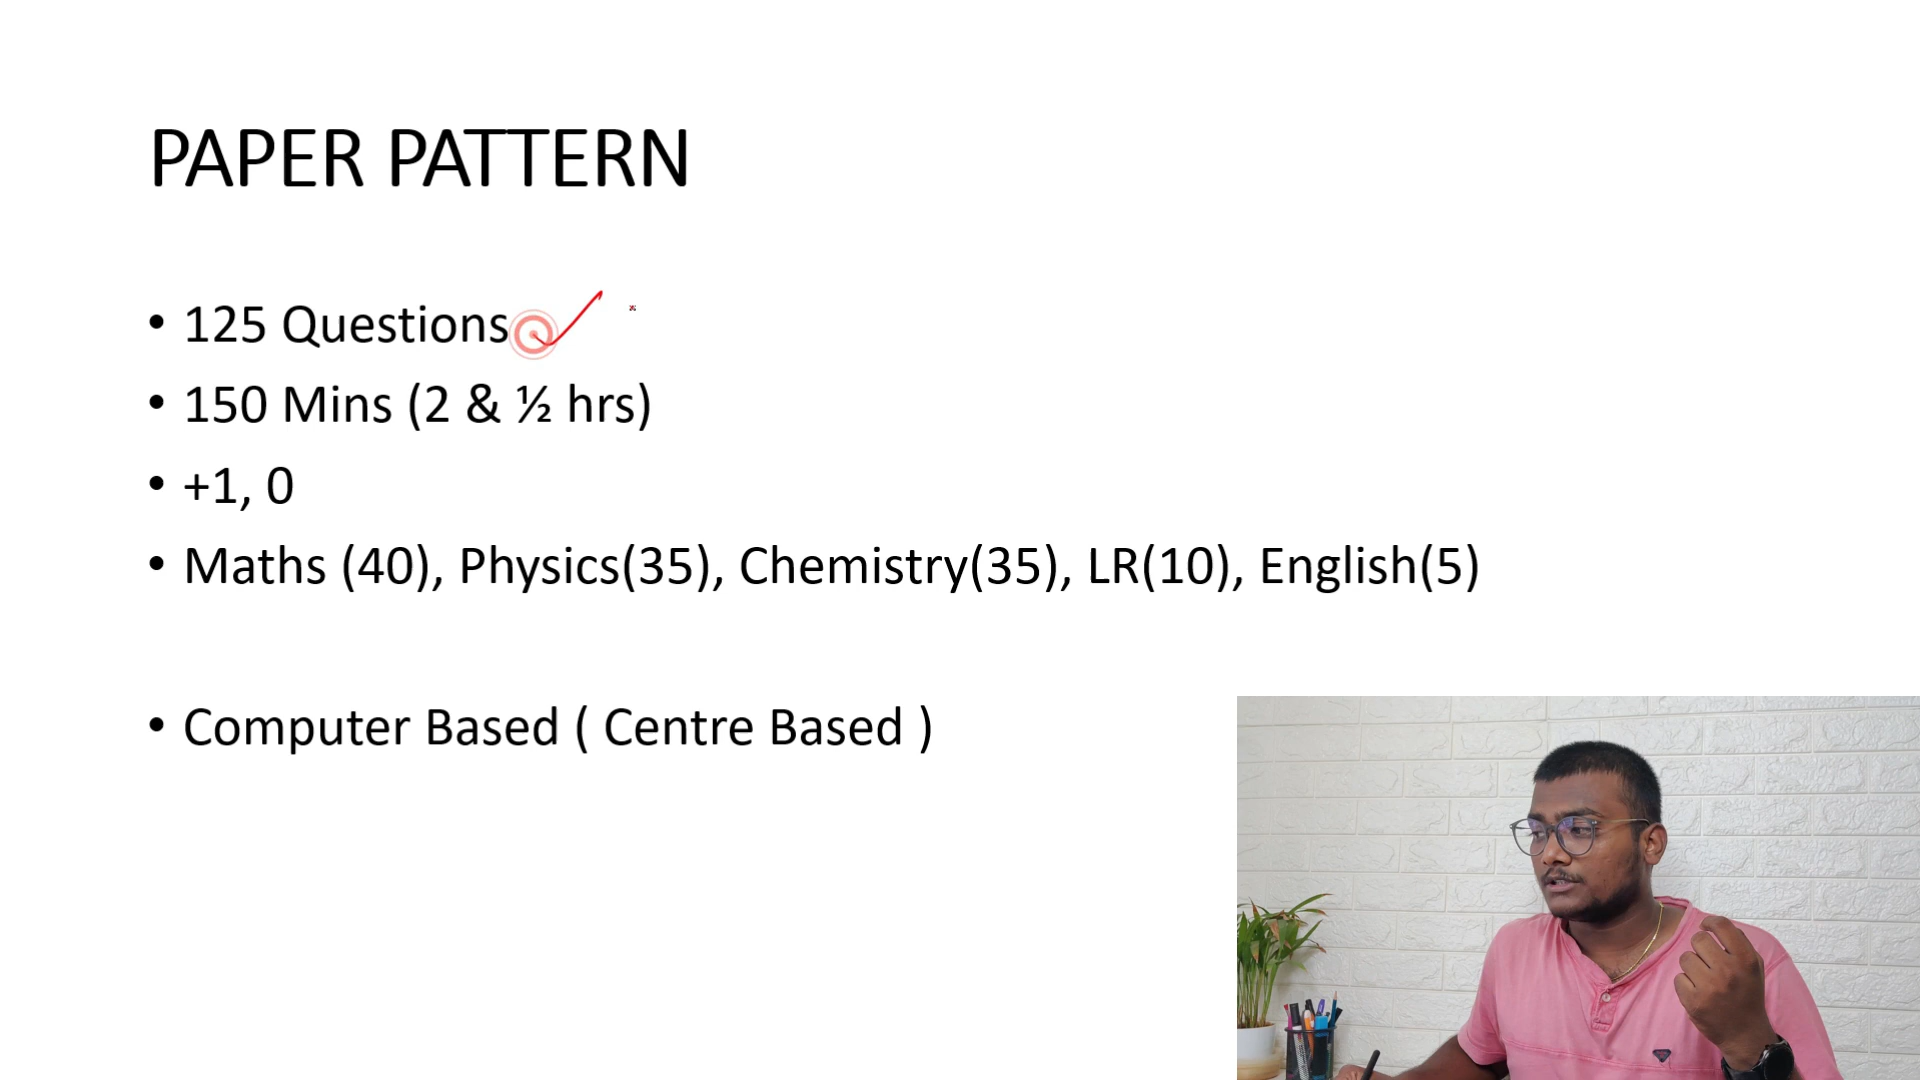 PAPER PATTERN
• 125 Questions
• 150 Mins (2 & ½ hrs)
• +1, 0
• Maths (40), Physics(35), Chemistry(35), LR(10), English(5)
• Computer Based ( Centre Based )